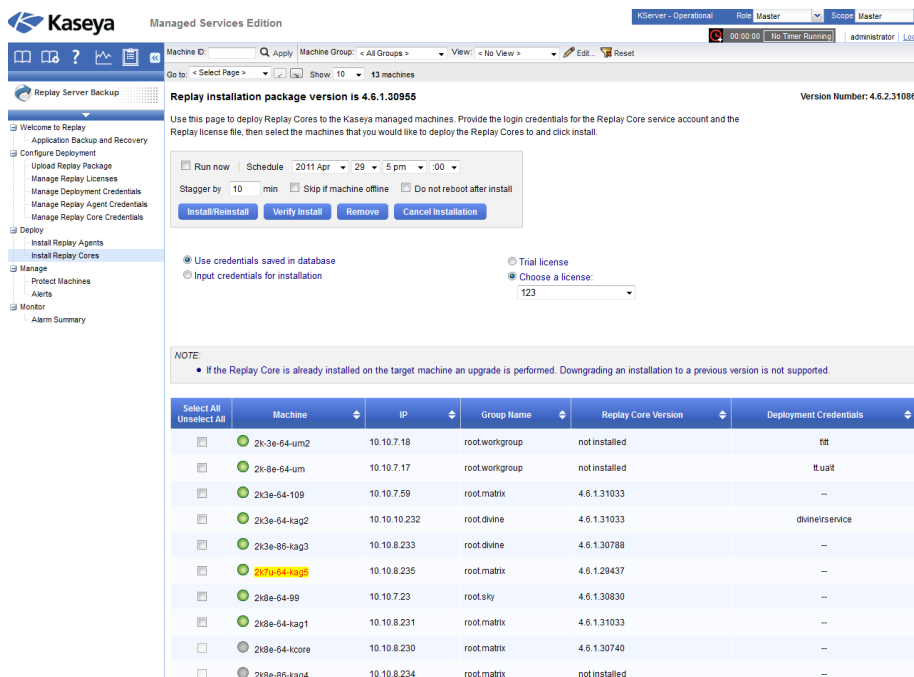 Kaseya Managed Services Edition
KServer - Operational Role Master Scope Master
00:00:00 No Timer Running administrator
Machine ID: Apply Machine Group: < All Groups > View: < No View > Edit... Reset
Go to: < Select Page > Show 10 13 machines
Replay Server Backup
Welcome to Replay
Application Backup and Recovery
Configure Deployment
Upload Replay Package
Manage Replay Licenses
Manage Deployment Credentials
Manage Replay Agent Credentials
Manage Replay Core Credentials
Deploy
Install Replay Agents
Install Replay Cores
Manage
Protect Machines
Alerts
Monitor
Alarm Summary
Replay installation package version is 4.6.1.30955 Version Number: 4.6.2.31086
Use this page to deploy Replay Cores to the Kaseya managed machines. Provide the login credentials for the Replay Core service account and the
Replay license file, then select the machines that you would like to deploy the Replay Cores to and click install.
Run now Schedule 2011 Apr 29 5 pm :00
Stagger by 10 min Skip if machine offline Do not reboot after install
Install/Reinstall Verify Install Remove Cancel Installation
Use credentials saved in database Trial license
Input credentials for installation Choose a license:
123
NOTE:
• If the Replay Core is already installed on the target machine an upgrade is performed. Downgrading an installation to a previous version is not supported.
Select All
Unselect All Machine IP Group Name Replay Core Version Deployment Credentials
2k-3e-64-um2 10.10.7.18 root.workgroup not installed
2k-8e-64-um 10.10.7.17 root.workgroup not installed tt.ua\t
2k3e-64-109 10.10.7.59 root.matrix 4.6.1.31033 --
2k3e-64-kag2 10.10.10.232 root.divine 4.6.1.31033 divine\rservice
2k3e-86-kag3 10.10.8.233 root.divine 4.6.1.30788 --
2k7u-64-kag5 10.10.8.235 root.matrix 4.6.1.29437 --
2k8e-64-99 10.10.7.23 root.sky 4.6.1.30830 --
2k8e-64-kag1 10.10.8.231 root.matrix 4.6.1.31033 --
2k8e-64-kcore 10.10.8.230 root.matrix 4.6.1.30740 --
2k8e-86-kag4 10.10.8.234 root.matrix not installed --